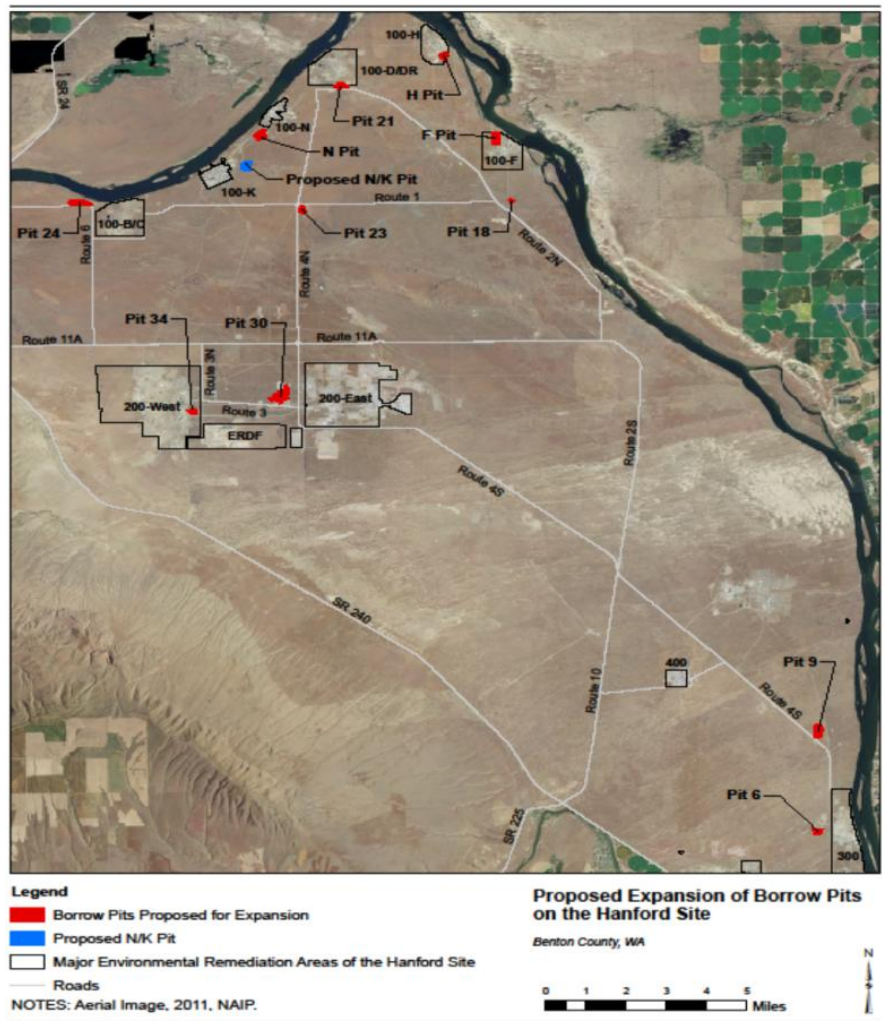 100-H
100-D/DR
SR 24
H Pit
Pit 21
100-N
F Pit
N Pit
100-F
Proposed N/K Pit
100-K
Route 1
Pit 24
100-B/C
Pit 23
Pit 18
Route 6
Route 2N
Route 4N
Pit 34
Pit 30
Route 11A
Route 11A
Route 3N
200-West
Route 3
200-East
ERDF
Route 2S
Route 4S
SR 240
400
Pit 9
Route 10
Route 4S
Pit 6
SR 225
300
Legend
Borrow Pits Proposed for Expansion
Proposed N/K Pit
Major Environmental Remediation Areas of the Hanford Site
Roads
NOTES: Aerial Image, 2011, NAIP.
Proposed Expansion of Borrow Pits
on the Hanford Site
Benton County, WA
N
0 1 2 3 4 5
Miles